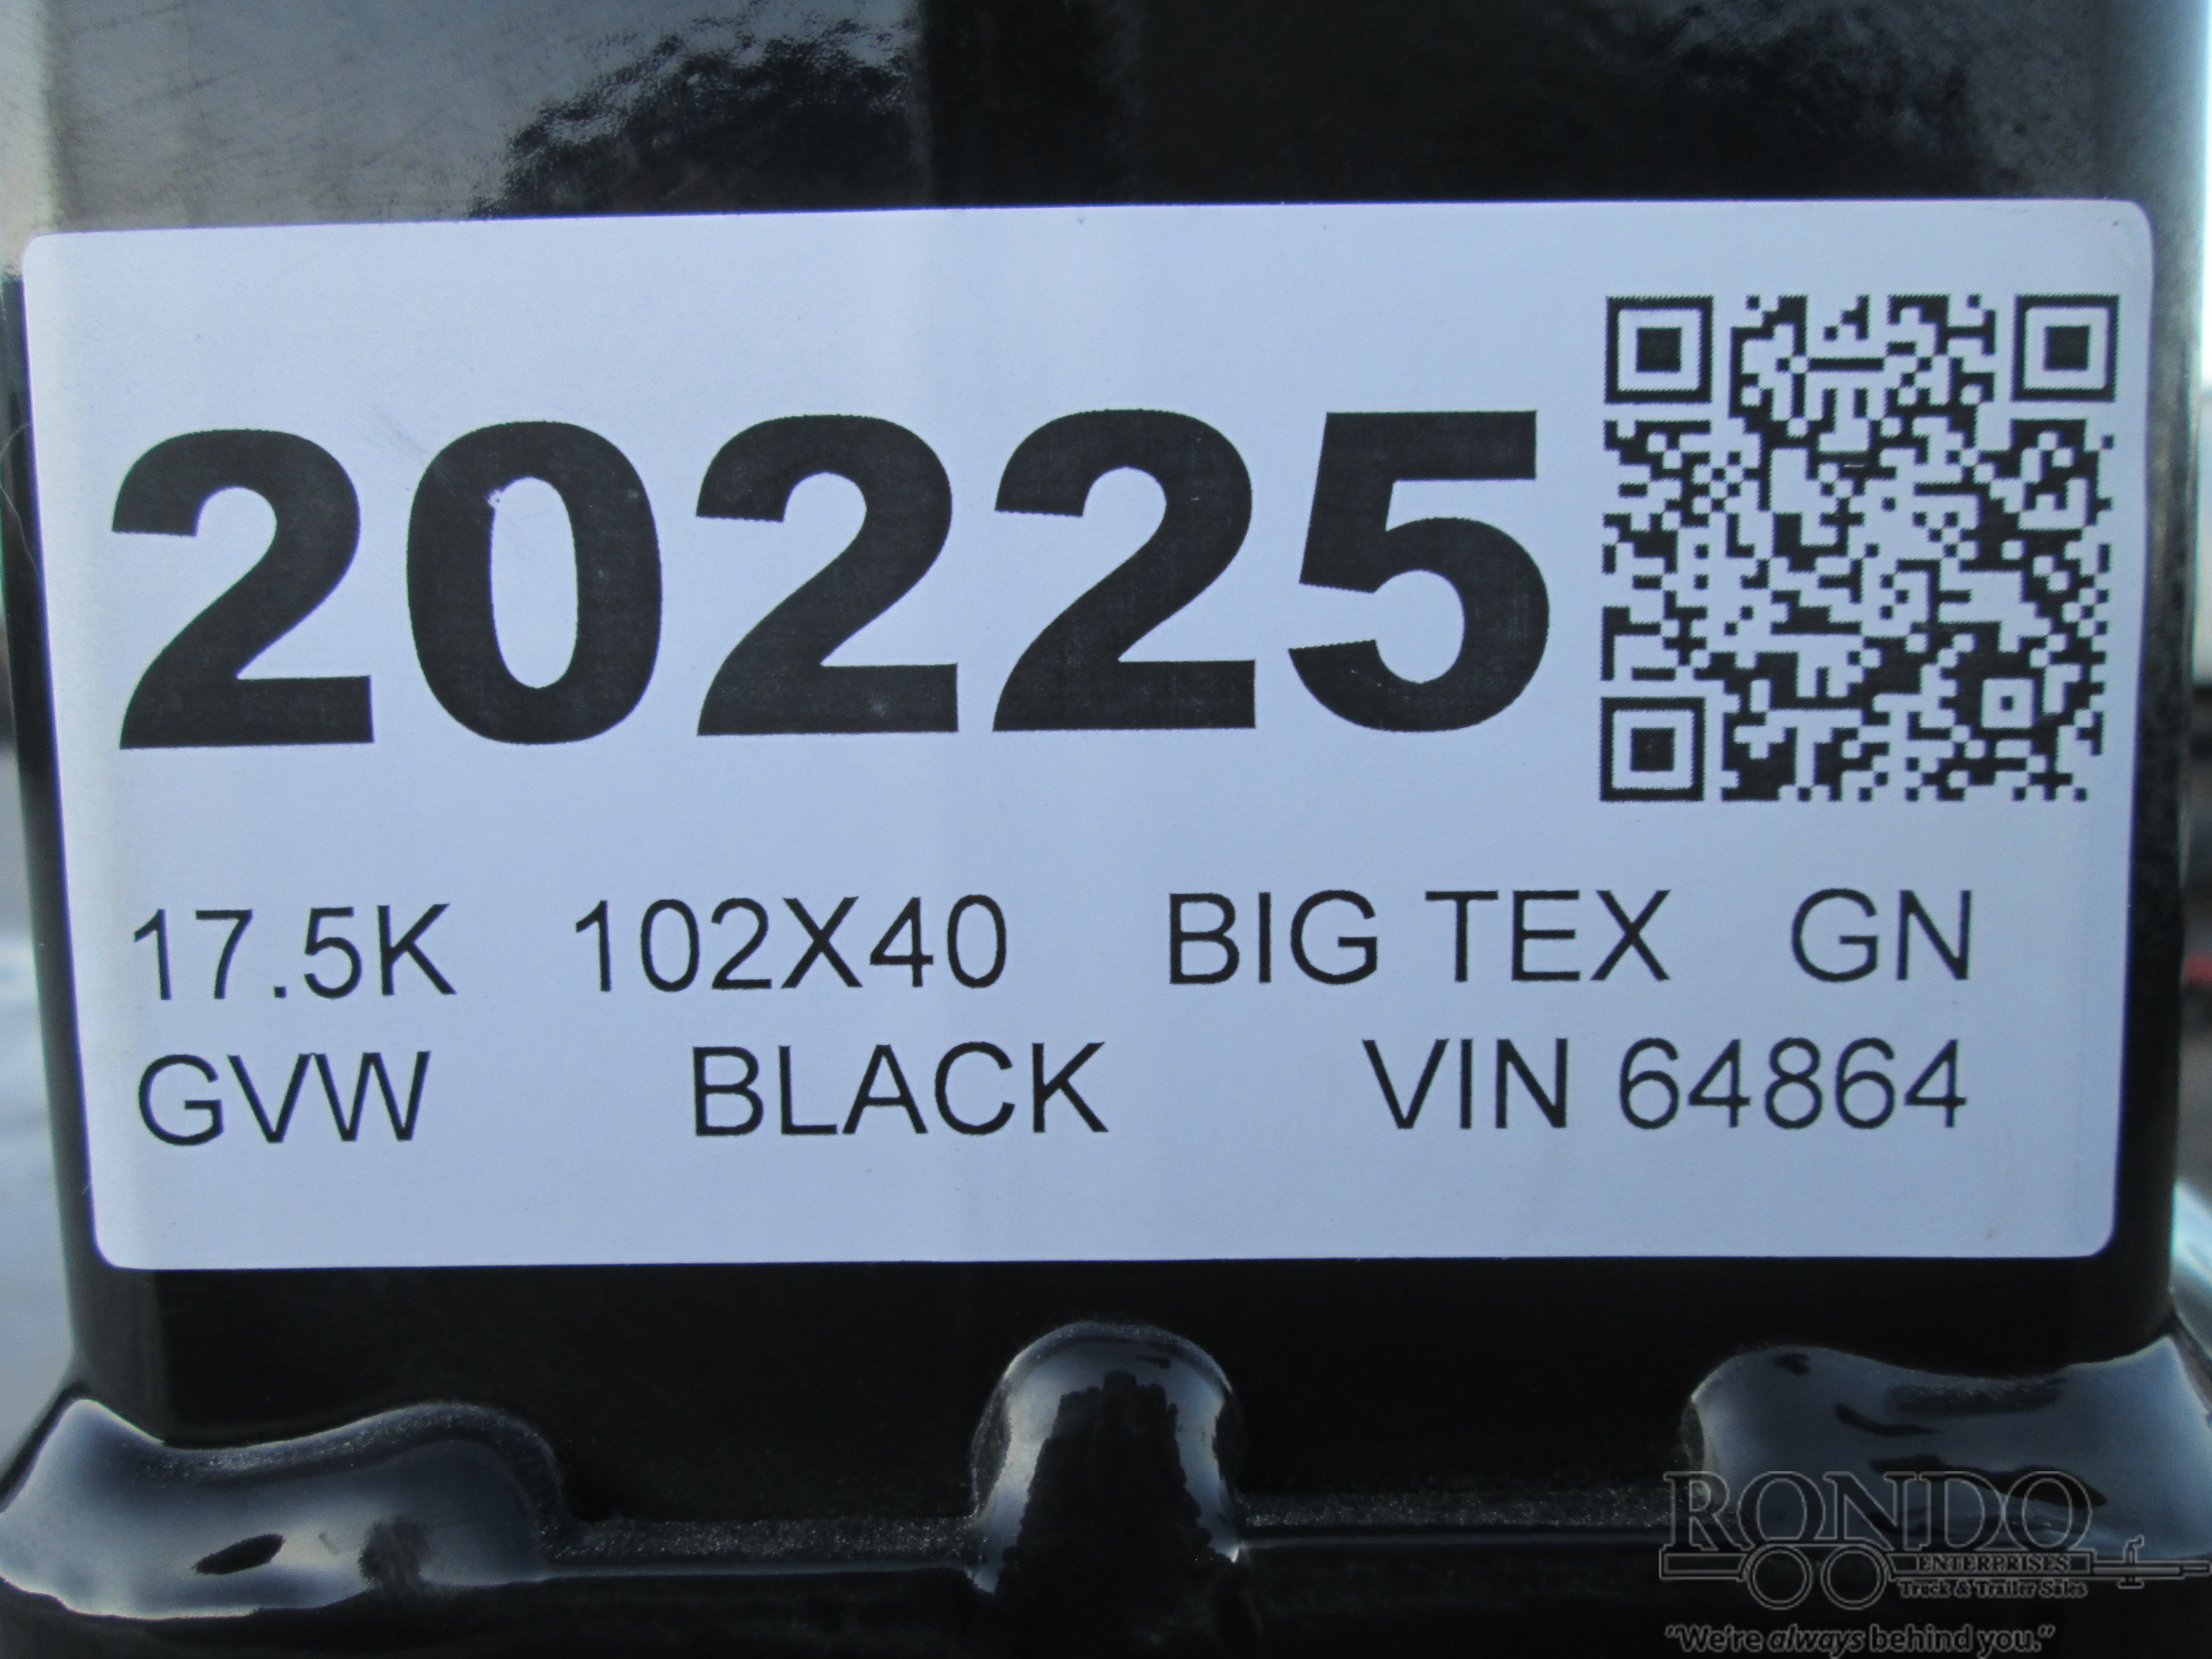 20225
17.5K 102X40 BIG TEX GN
GVW BLACK VIN 64864
RONDO
ENTERPRISES
Truck & Trailer Sales
"We're always behind you."